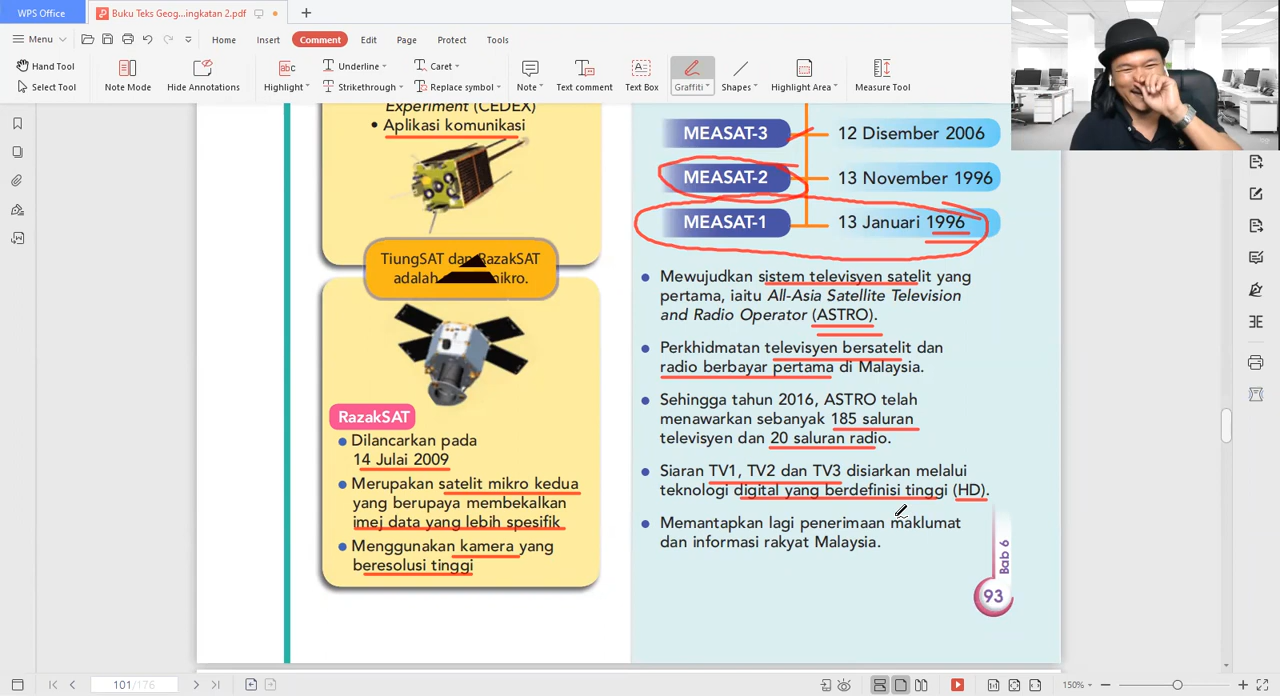 WPS Office
Buku Teks Geog...ingkatan 2.pdf
Menu
Home
Insert
Comment
Edit
Page
Protect
Tools
Hand Tool
Select Tool
Note Mode
Hide Annotations
Highlight
Underline
Strikethrough
Caret
Replace symbol
Note
Text comment
Text Box
Graffiti
Shapes
Highlight Area
Measure Tool
Experiment (CEDEX)
• Aplikasi komunikasi
TiungSAT dan RazakSAT
adalah mikro.
RazakSAT
Dilancarkan pada
14 Julai 2009
Merupakan satelit mikro kedua
yang berupaya membekalkan
imej data yang lebih spesifik
Menggunakan kamera yang
beresolusi tinggi
MEASAT-3 12 Disember 2006
MEASAT-2 13 November 1996
MEASAT-1 13 Januari 1996
Mewujudkan sistem televisyen satelit yang
pertama, iaitu All-Asia Satellite Television
and Radio Operator (ASTRO).
Perkhidmatan televisyen bersatelit dan
radio berbayar pertama di Malaysia.
Sehingga tahun 2016, ASTRO telah
menawarkan sebanyak 185 saluran
televisyen dan 20 saluran radio.
Siaran TV1, TV2 dan TV3 disiarkan melalui
teknologi digital yang berdefinisi tinggi (HD).
Memantapkan lagi penerimaan maklumat
dan informasi rakyat Malaysia.
Bab 6
93
101/176
150%